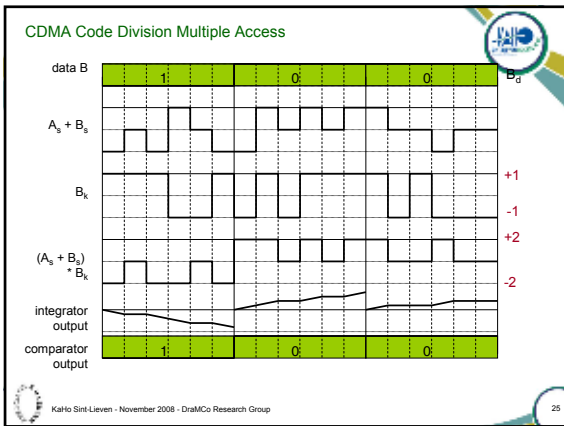 CDMA Code Division Multiple Access
data B
1 0 0
B_d
A_s + B_s
B_k
+1
-1
+2
(A_s + B_s)
* B_k
-2
integrator
output
comparator
output
1 0 0
KaHo Sint-Lieven - November 2008 - DraMCo Research Group
25